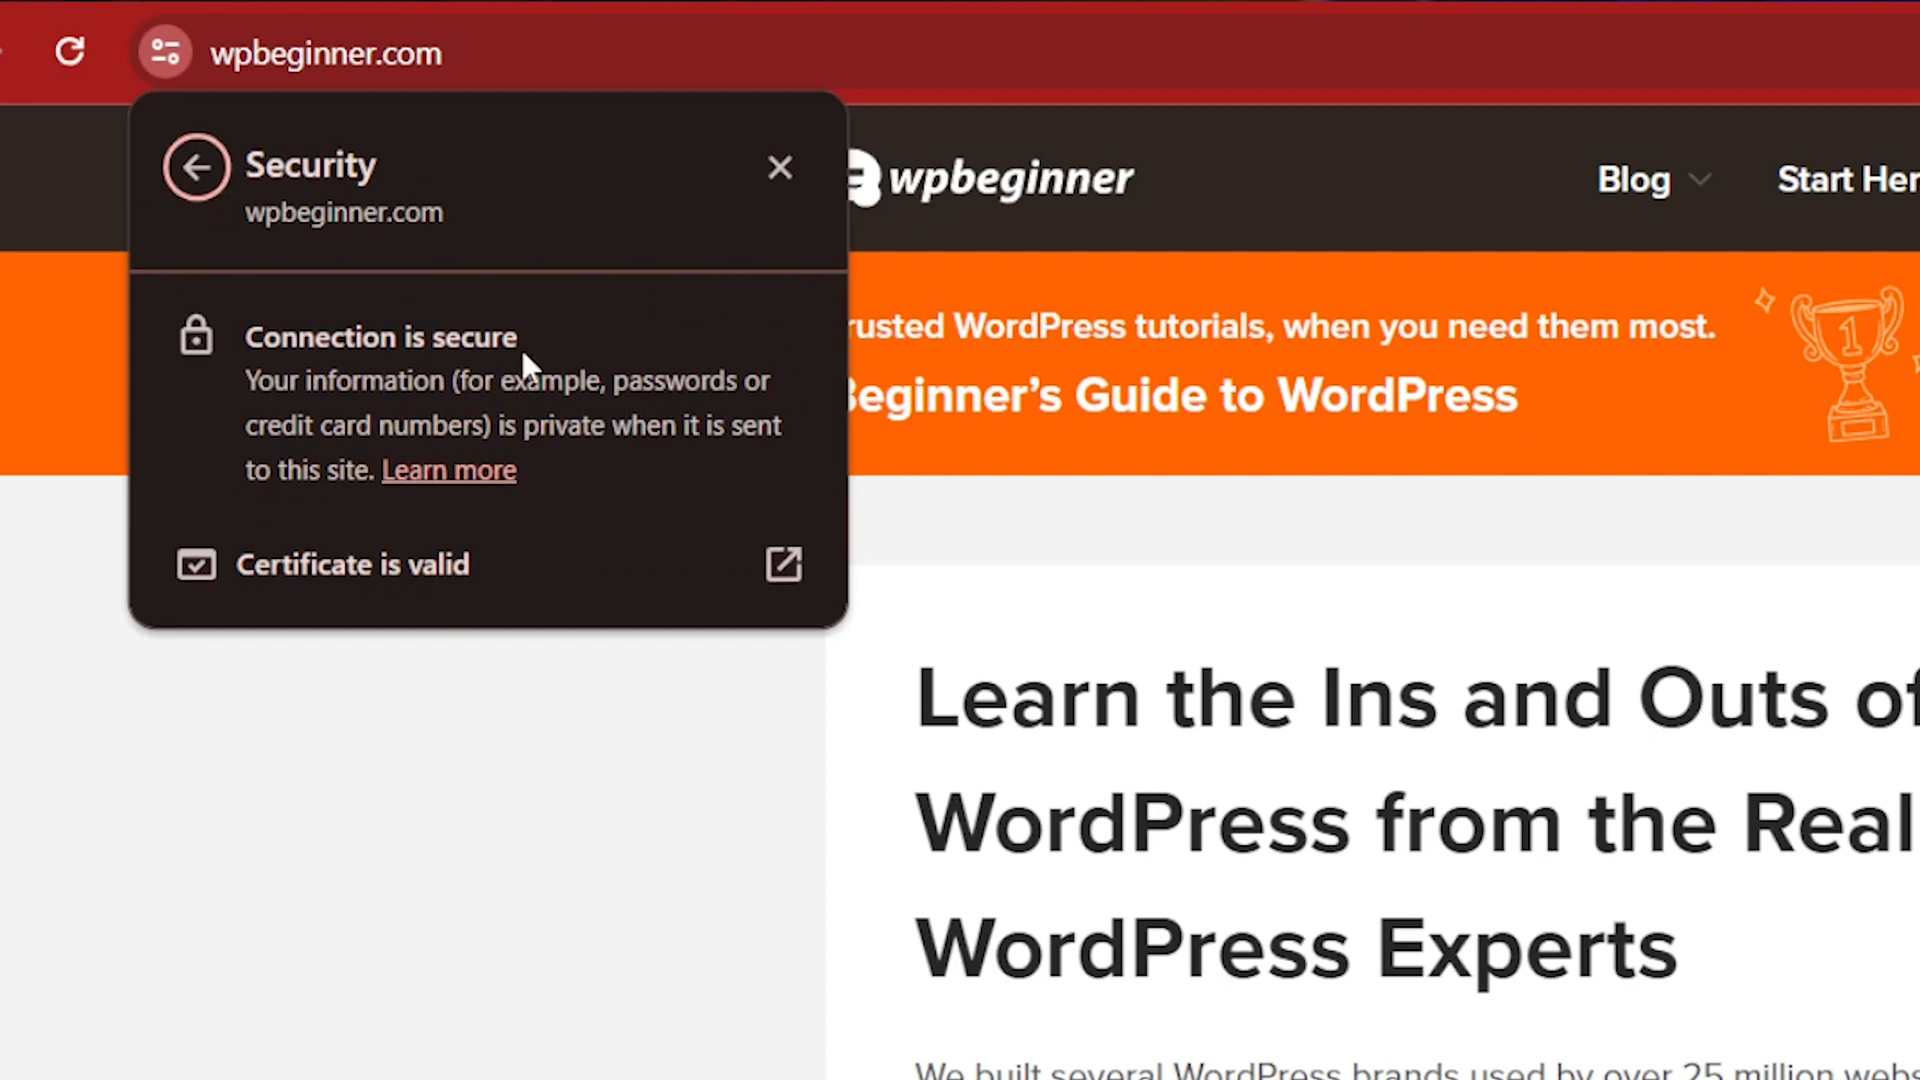 wpbeginner.com
Security
wpbeginner.com
Connection is secure
Your information (for example, passwords or
credit card numbers) is private when it is sent
to this site. Learn more
Certificate is valid
wpbeginner
Blog
Start Her
rusted WordPress tutorials, when you need them most.
Beginner’s Guide to WordPress
1
Learn the Ins and Outs of
WordPress from the Real
WordPress Experts
We built several WordPress brands used by over 25 million webs